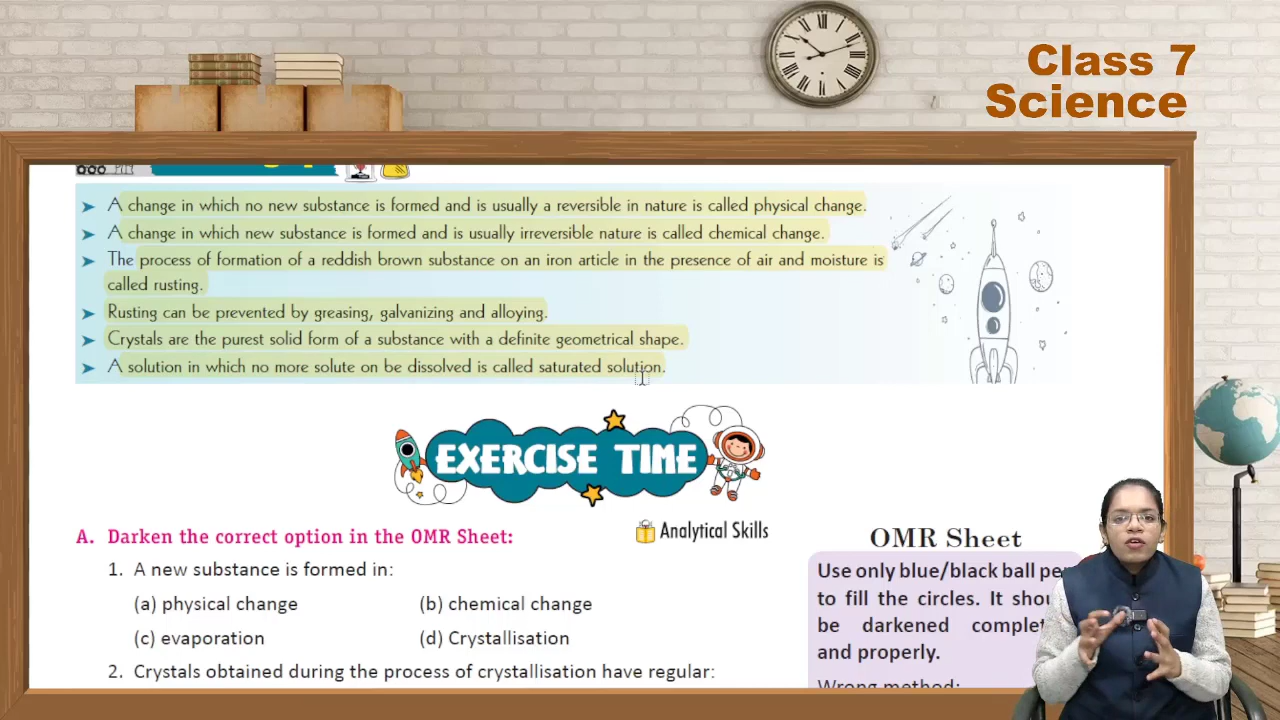 Class 7
Science
➤ A change in which no new substance is formed and is usually a reversible in nature is called physical change.
➤ A change in which new substance is formed and is usually irreversible nature is called chemical change.
➤ The process of formation of a reddish brown substance on an iron article in the presence of air and moisture is
called rusting.
➤ Rusting can be prevented by greasing, galvanizing and alloying.
➤ Crystals are the purest solid form of a substance with a definite geometrical shape.
➤ A solution in which no more solute on be dissolved is called saturated solution.
EXERCISE TIME
A. Darken the correct option in the OMR Sheet:
Analytical Skills
1. A new substance is formed in:
(a) physical change (b) chemical change
(c) evaporation (d) Crystallisation
2. Crystals obtained during the process of crystallisation have regular:
OMR Sheet
Use only blue/black ball
to fill the circles. It
be darkened
and properly.
Wrong method: